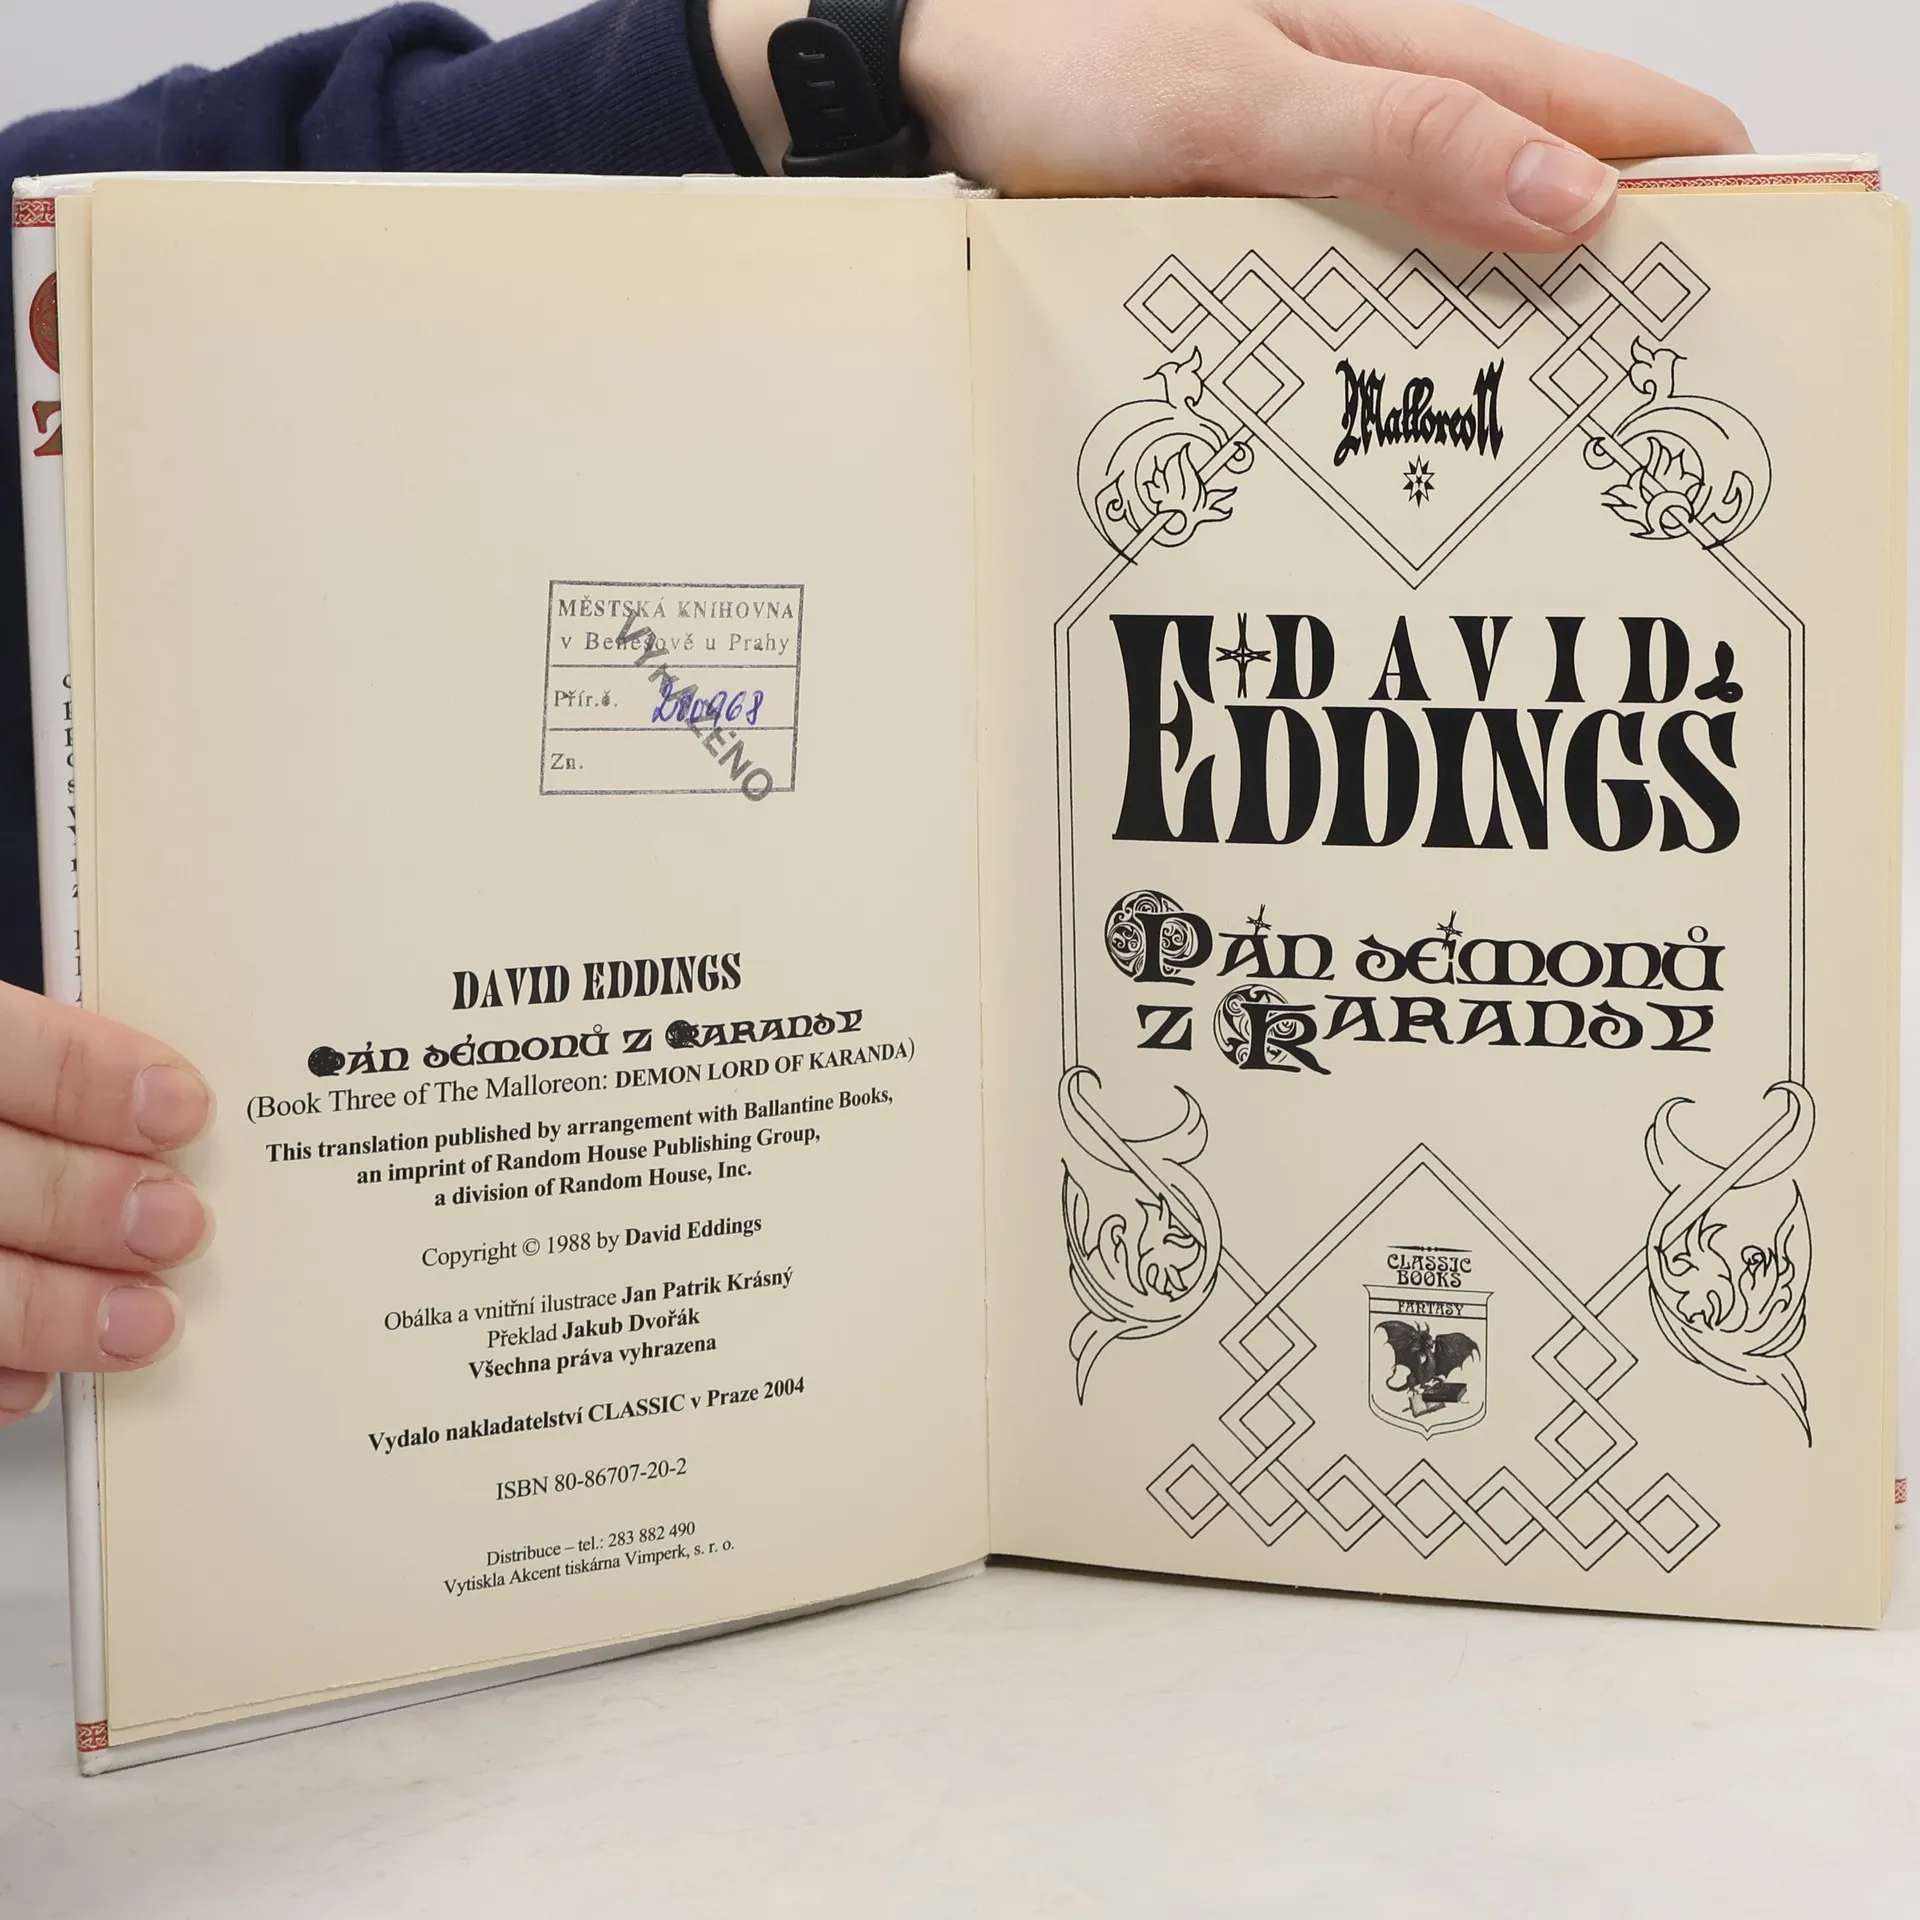 MĚSTSKÁ KNIHOVNA
v Benešově u Prahy
Přír.č. 200968
Zn.
VYŘAZENO
DAVID EDDINGS
PÁN DÉMONŮ Z KARANDY
(Book Three of The Malloreon: DEMON LORD OF KARANDA)
This translation published by arrangement with Ballantine Books,
an imprint of Random House Publishing Group,
a division of Random House, Inc.
Copyright © 1988 by David Eddings
Obálka a vnitřní ilustrace Jan Patrik Krásný
Překlad Jakub Dvořák
Všechna práva vyhrazena
Vydalo nakladatelství CLASSIC v Praze 2004
ISBN 80-86707-20-2
Distribuce – tel.: 283 882 490
Vytiskla Akcent tiskárna Vimperk, s. r. o.
Malloreon
DAVID
EDDINGS
PÁN DÉMONŮ
Z KARANDY
CLASSIC
BOOKS
FANTASY